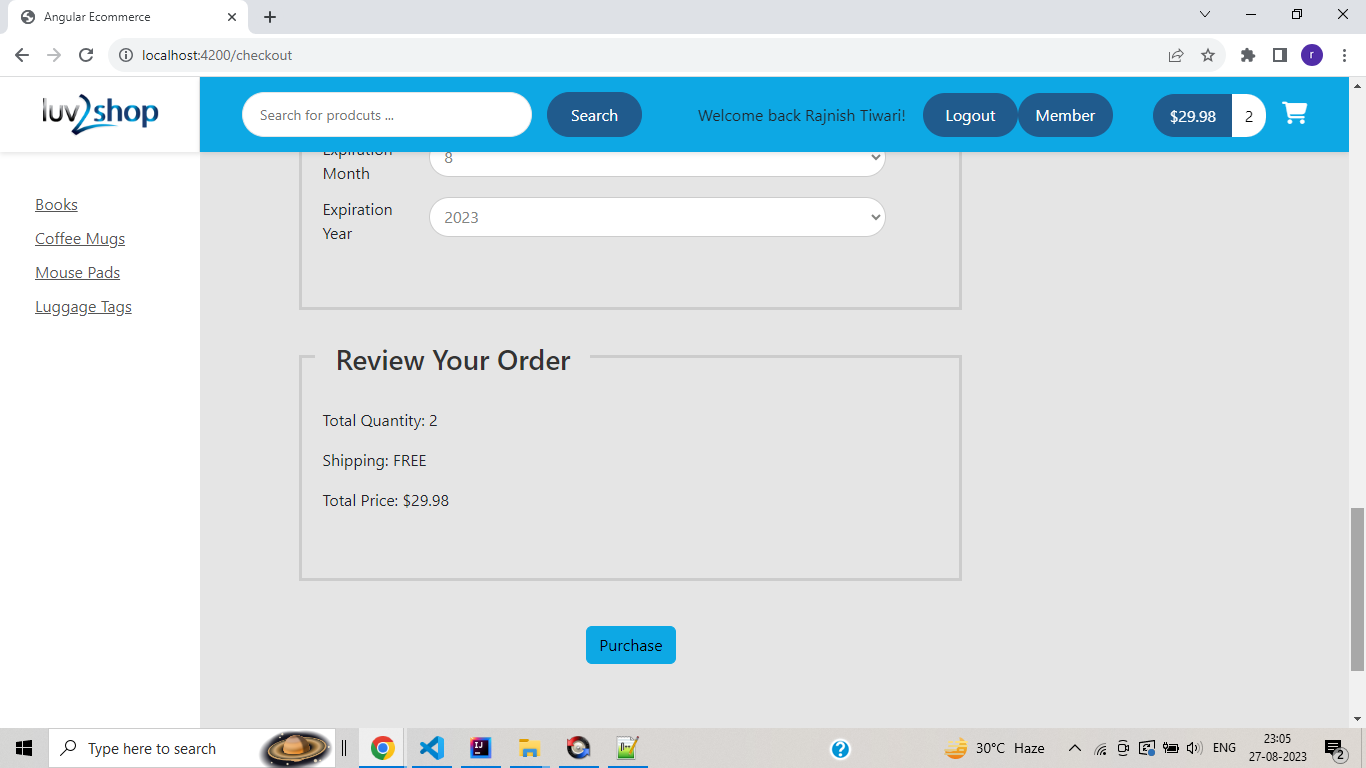 Angular Ecommerce
localhost:4200/checkout
r
luv2shop
Search for prodcuts ...
Search
Welcome back Rajnish Tiwari!
Logout
Member
$29.98
2
Books
Coffee Mugs
Mouse Pads
Luggage Tags
Expiration
Month
8
Expiration
Year
2023
Review Your Order
Total Quantity: 2
Shipping: FREE
Total Price: $29.98
Purchase
Type here to search
30°C Haze
ENG
23:05
27-08-2023
2